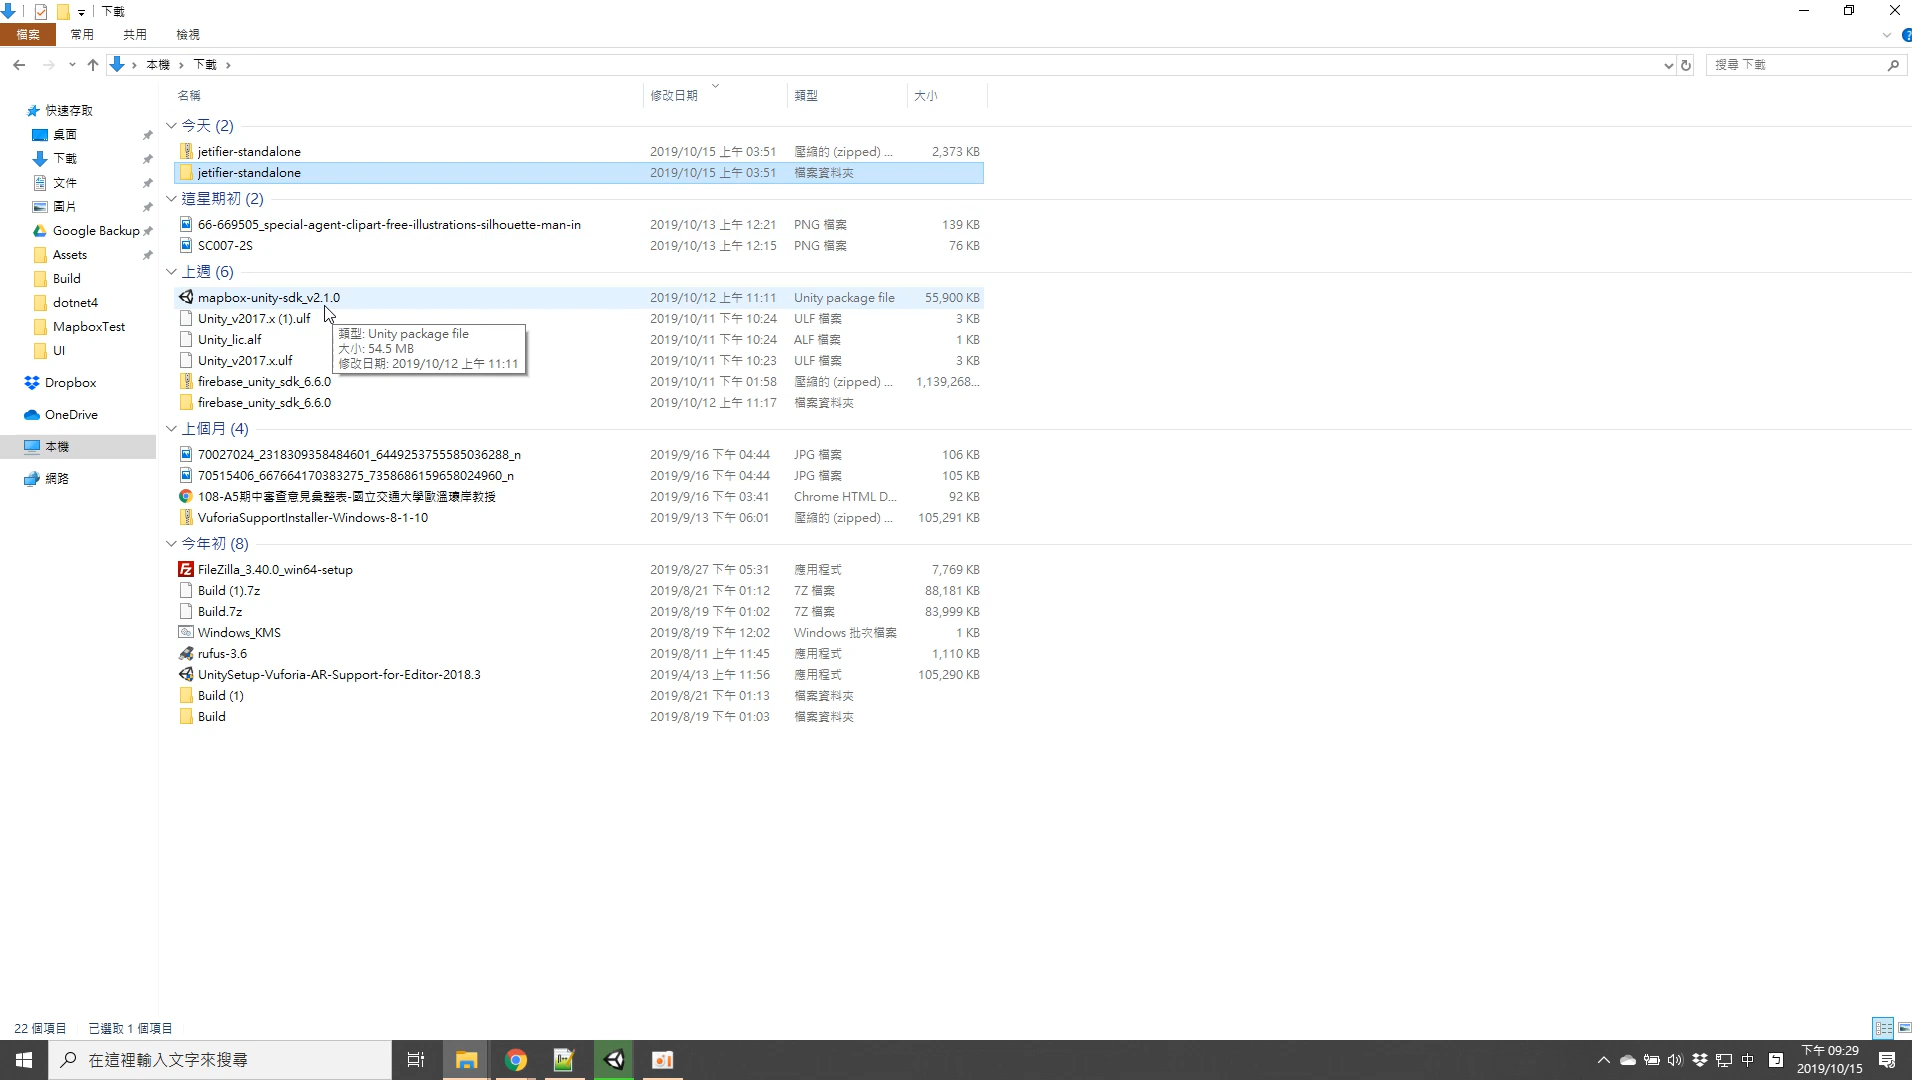 下載
檔案 常用 共用 檢視
本機 下載
搜尋 下載
名稱 修改日期 類型 大小
快速存取
桌面
下載
文件
圖片
Google Backup
Assets
Build
dotnet4
MapboxTest
UI
Dropbox
OneDrive
本機
網路
今天 (2)
jetifier-standalone 2019/10/15 上午 03:51 壓縮的 (zipped) ... 2,373 KB
jetifier-standalone 2019/10/15 上午 03:51 檔案資料夾
這星期初 (2)
66-669505_special-agent-clipart-free-illustrations-silhouette-man-in 2019/10/13 上午 12:21 PNG 檔案 139 KB
SC007-2S 2019/10/13 上午 12:15 PNG 檔案 76 KB
上週 (6)
mapbox-unity-sdk_v2.1.0 2019/10/12 上午 11:11 Unity package file 55,900 KB
Unity_v2017.x (1).ulf 2019/10/11 下午 10:24 ULF 檔案 3 KB
Unity_lic.alf 2019/10/11 下午 10:24 ALF 檔案 1 KB
Unity_v2017.x.ulf 2019/10/11 下午 10:23 ULF 檔案 3 KB
firebase_unity_sdk_6.6.0 2019/10/11 下午 01:58 壓縮的 (zipped) ... 1,139,268...
firebase_unity_sdk_6.6.0 2019/10/12 上午 11:17 檔案資料夾
類型: Unity package file
大小: 54.5 MB
修改日期: 2019/10/12 上午 11:11
上個月 (4)
70027024_2318309358484601_6449253755585036288_n 2019/9/16 下午 04:44 JPG 檔案 106 KB
70515406_667664170383275_7358686159658024960_n 2019/9/16 下午 04:44 JPG 檔案 105 KB
108-A5期中審查意見彙整表-國立交通大學歐溫環岸教授 2019/9/16 下午 03:41 Chrome HTML D... 92 KB
VuforiaSupportInstaller-Windows-8-1-10 2019/9/13 下午 06:01 壓縮的 (zipped) ... 105,291 KB
今年初 (8)
FileZilla_3.40.0_win64-setup 2019/8/27 下午 05:31 應用程式 7,769 KB
Build (1).7z 2019/8/21 下午 01:12 7Z 檔案 88,181 KB
Build.7z 2019/8/19 下午 01:02 7Z 檔案 83,999 KB
Windows_KMS 2019/8/19 下午 12:02 Windows 批次檔案 1 KB
rufus-3.6 2019/8/11 上午 11:45 應用程式 1,110 KB
UnitySetup-Vuforia-AR-Support-for-Editor-2018.3 2019/4/13 上午 11:56 應用程式 105,290 KB
Build (1) 2019/8/21 下午 01:13 檔案資料夾
Build 2019/8/19 下午 01:03 檔案資料夾
22 個項目 已選取 1 個項目
在這裡輸入文字來搜尋
中
下午 09:29
2019/10/15